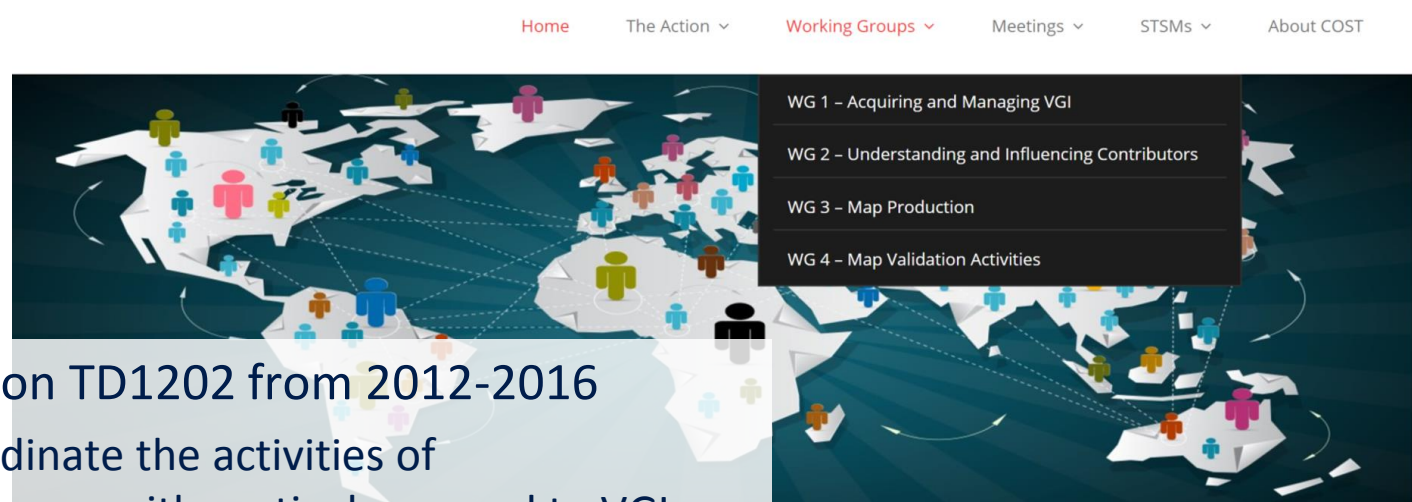 Home The Action Working Groups Meetings STSMs About COST
WG 1 – Acquiring and Managing VGI
WG 2 – Understanding and Influencing Contributors
WG 3 – Map Production
WG 4 – Map Validation Activities
on TD1202 from 2012-2016
dinate the activities of